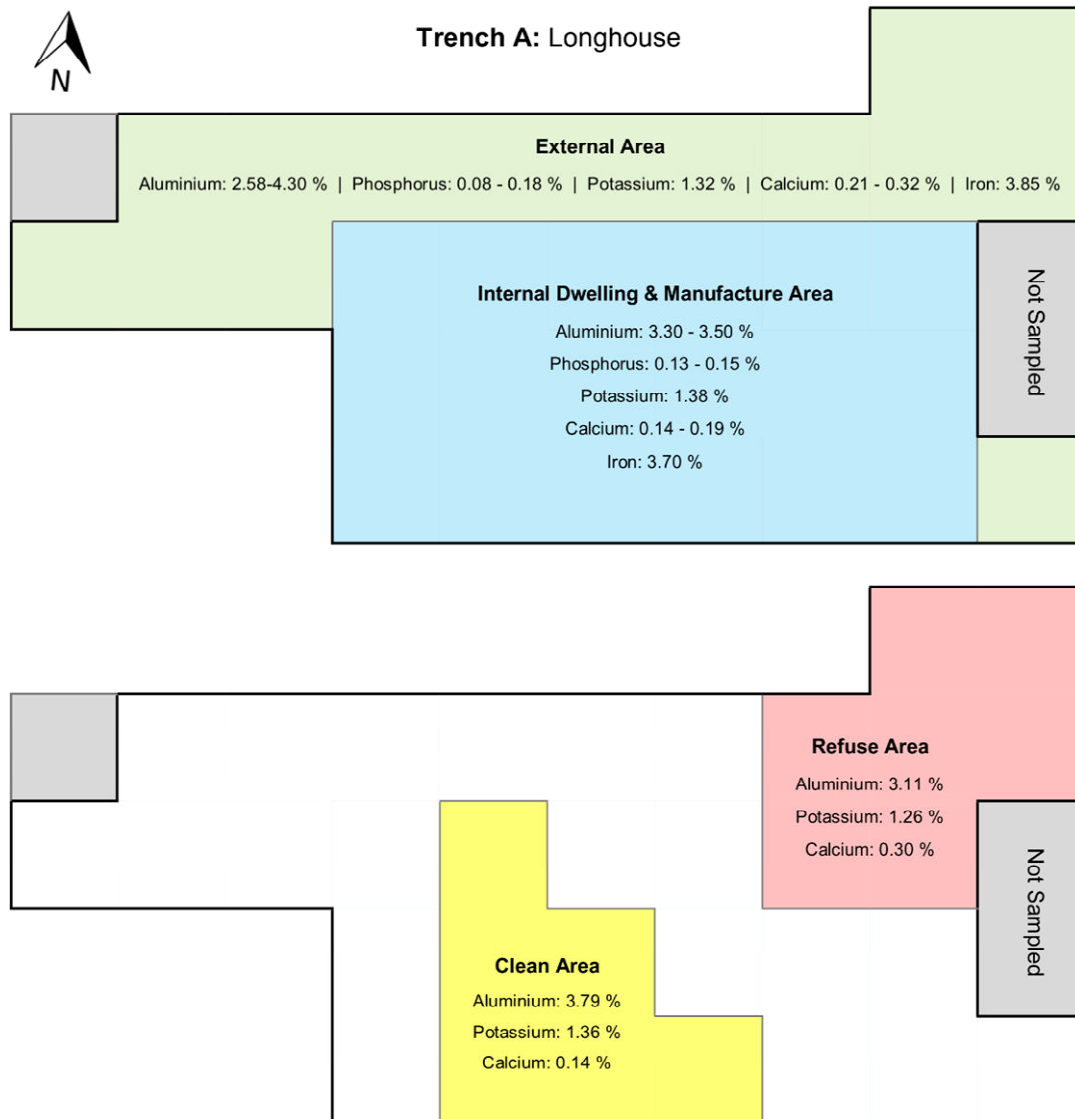 N
Trench A: Longhouse
External Area
Aluminium: 2.58-4.30 % | Phosphorus: 0.08 - 0.18 % | Potassium: 1.32 % | Calcium: 0.21 - 0.32 % | Iron: 3.85 %
Internal Dwelling & Manufacture Area
Aluminium: 3.30 - 3.50 %
Phosphorus: 0.13 - 0.15 %
Potassium: 1.38 %
Calcium: 0.14 - 0.19 %
Iron: 3.70 %
Not Sampled
Refuse Area
Aluminium: 3.11 %
Potassium: 1.26 %
Calcium: 0.30 %
Not Sampled
Clean Area
Aluminium: 3.79 %
Potassium: 1.36 %
Calcium: 0.14 %